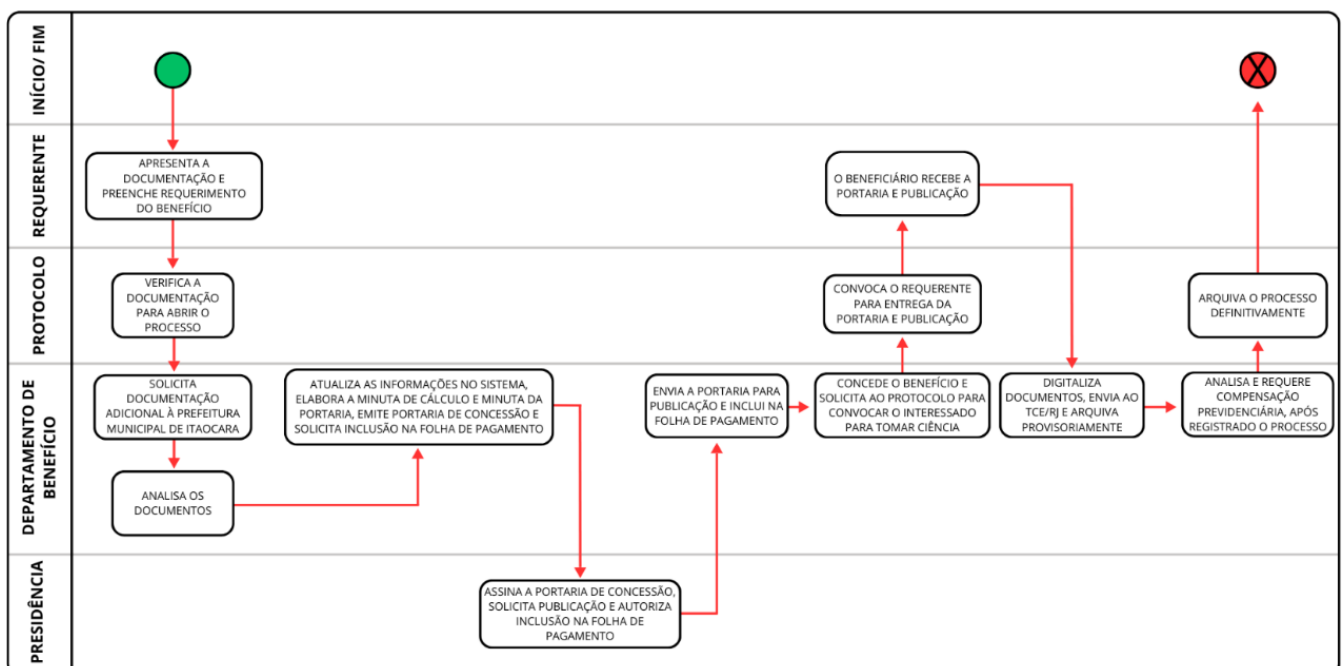 INÍCIO/ FIM
REQUERENTE
APRESENTA A
DOCUMENTAÇÃO E
PREENCHE REQUERIMENTO
DO BENEFÍCIO
O BENEFICIÁRIO RECEBE A
PORTARIA E PUBLICAÇÃO
PROTOCOLO
VERIFICA A
DOCUMENTAÇÃO
PARA ABRIR O
PROCESSO
CONVOCA O REQUERENTE
PARA ENTREGA DA
PORTARIA E PUBLICAÇÃO
ARQUIVA O PROCESSO
DEFINITIVAMENTE
DEPARTAMENTO DE
BENEFÍCIO
SOLICITA
DOCUMENTAÇÃO
ADICIONAL À PREFEITURA
MUNICIPAL DE ITAOCARA
ANALISA OS
DOCUMENTOS
ATUALIZA AS INFORMAÇÕES NO SISTEMA,
ELABORA A MINUTA DE CÁLCULO E MINUTA DA
PORTARIA, EMITE PORTARIA DE CONCESSÃO E
SOLICITA INCLUSÃO NA FOLHA DE PAGAMENTO
ENVIA A PORTARIA PARA
PUBLICAÇÃO E INCLUI NA
FOLHA DE PAGAMENTO
CONCEDE O BENEFÍCIO E
SOLICITA AO PROTOCOLO PARA
CONVOCAR O INTERESSADO
PARA TOMAR CIÊNCIA
DIGITALIZA
DOCUMENTOS, ENVIA AO
TCE/RJ E ARQUIVA
PROVISORIAMENTE
ANALISA E REQUERE
COMPENSAÇÃO
PREVIDENCIÁRIA, APÓS
REGISTRADO O PROCESSO
PRESIDÊNCIA
ASSINA A PORTARIA DE CONCESSÃO,
SOLICITA PUBLICAÇÃO E AUTORIZA
INCLUSÃO NA FOLHA DE
PAGAMENTO